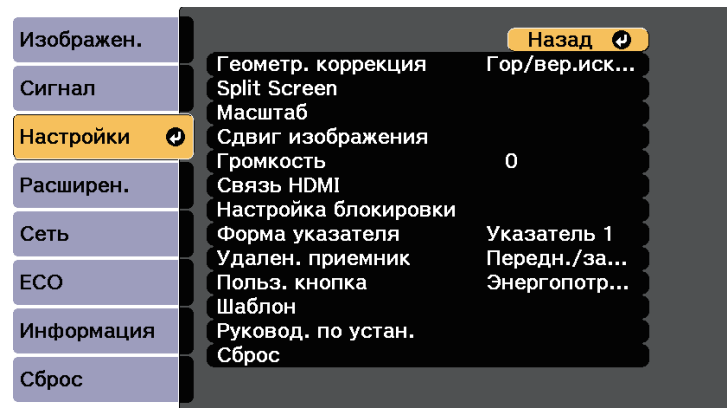 Изображен.
Сигнал
Настройки
Расширен.
Сеть
ECO
Информация
Сброс
Назад
Геометр. коррекция Гор/вер.иск...
Split Screen
Масштаб
Сдвиг изображения
Громкость 0
Связь HDMI
Настройка блокировки
Форма указателя Указатель 1
Удален. приемник Передн./за...
Польз. кнопка Энергопотр...
Шаблон
Руковод. по устан.
Сброс